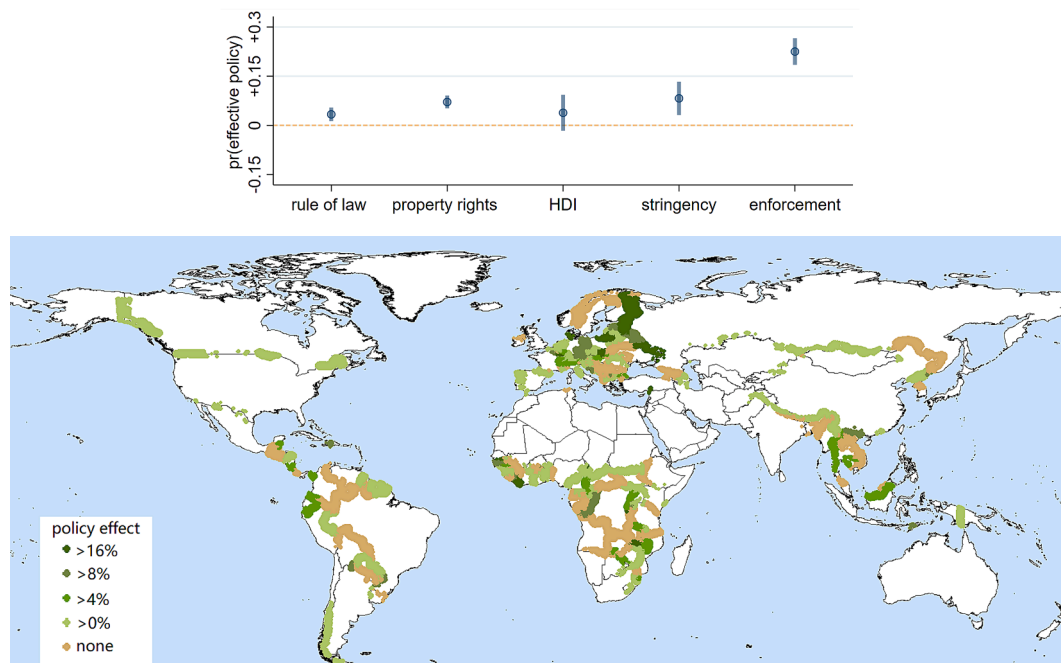 pr(effective policy)
+0.3
+0.15
0
-0.15
rule of law
property rights
HDI
stringency
enforcement
policy effect
>16%
>8%
>4%
>0%
none